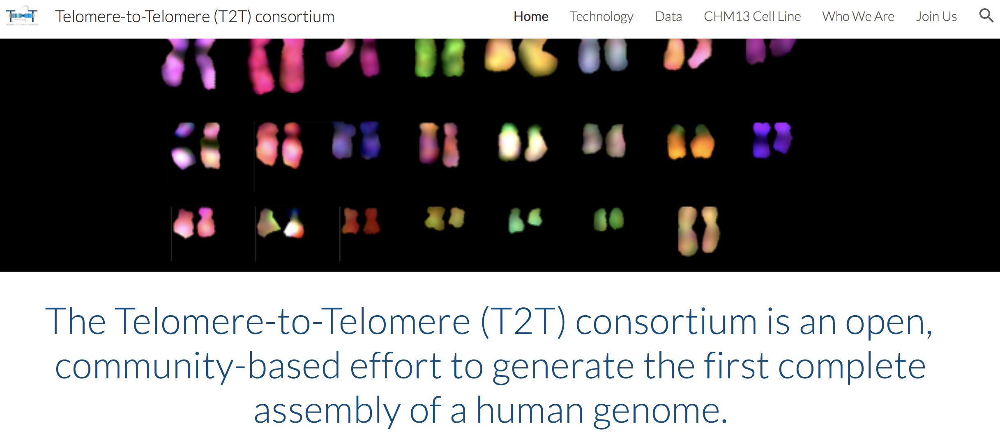 Telomere-to-Telomere (T2T) consortium
Home Technology Data CHM13 Cell Line Who We Are Join Us
The Telomere-to-Telomere (T2T) consortium is an open,
community-based effort to generate the first complete
assembly of a human genome.